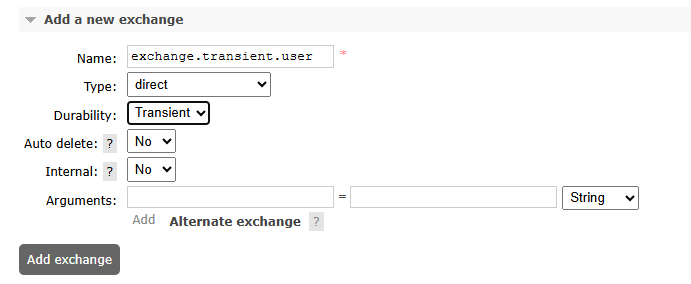 Add a new exchange
Name: exchange.transient.user *
Type: direct
Durability: Transient
Auto delete: ? No
Internal: ? No
Arguments: = String
Add Alternate exchange ?
Add exchange